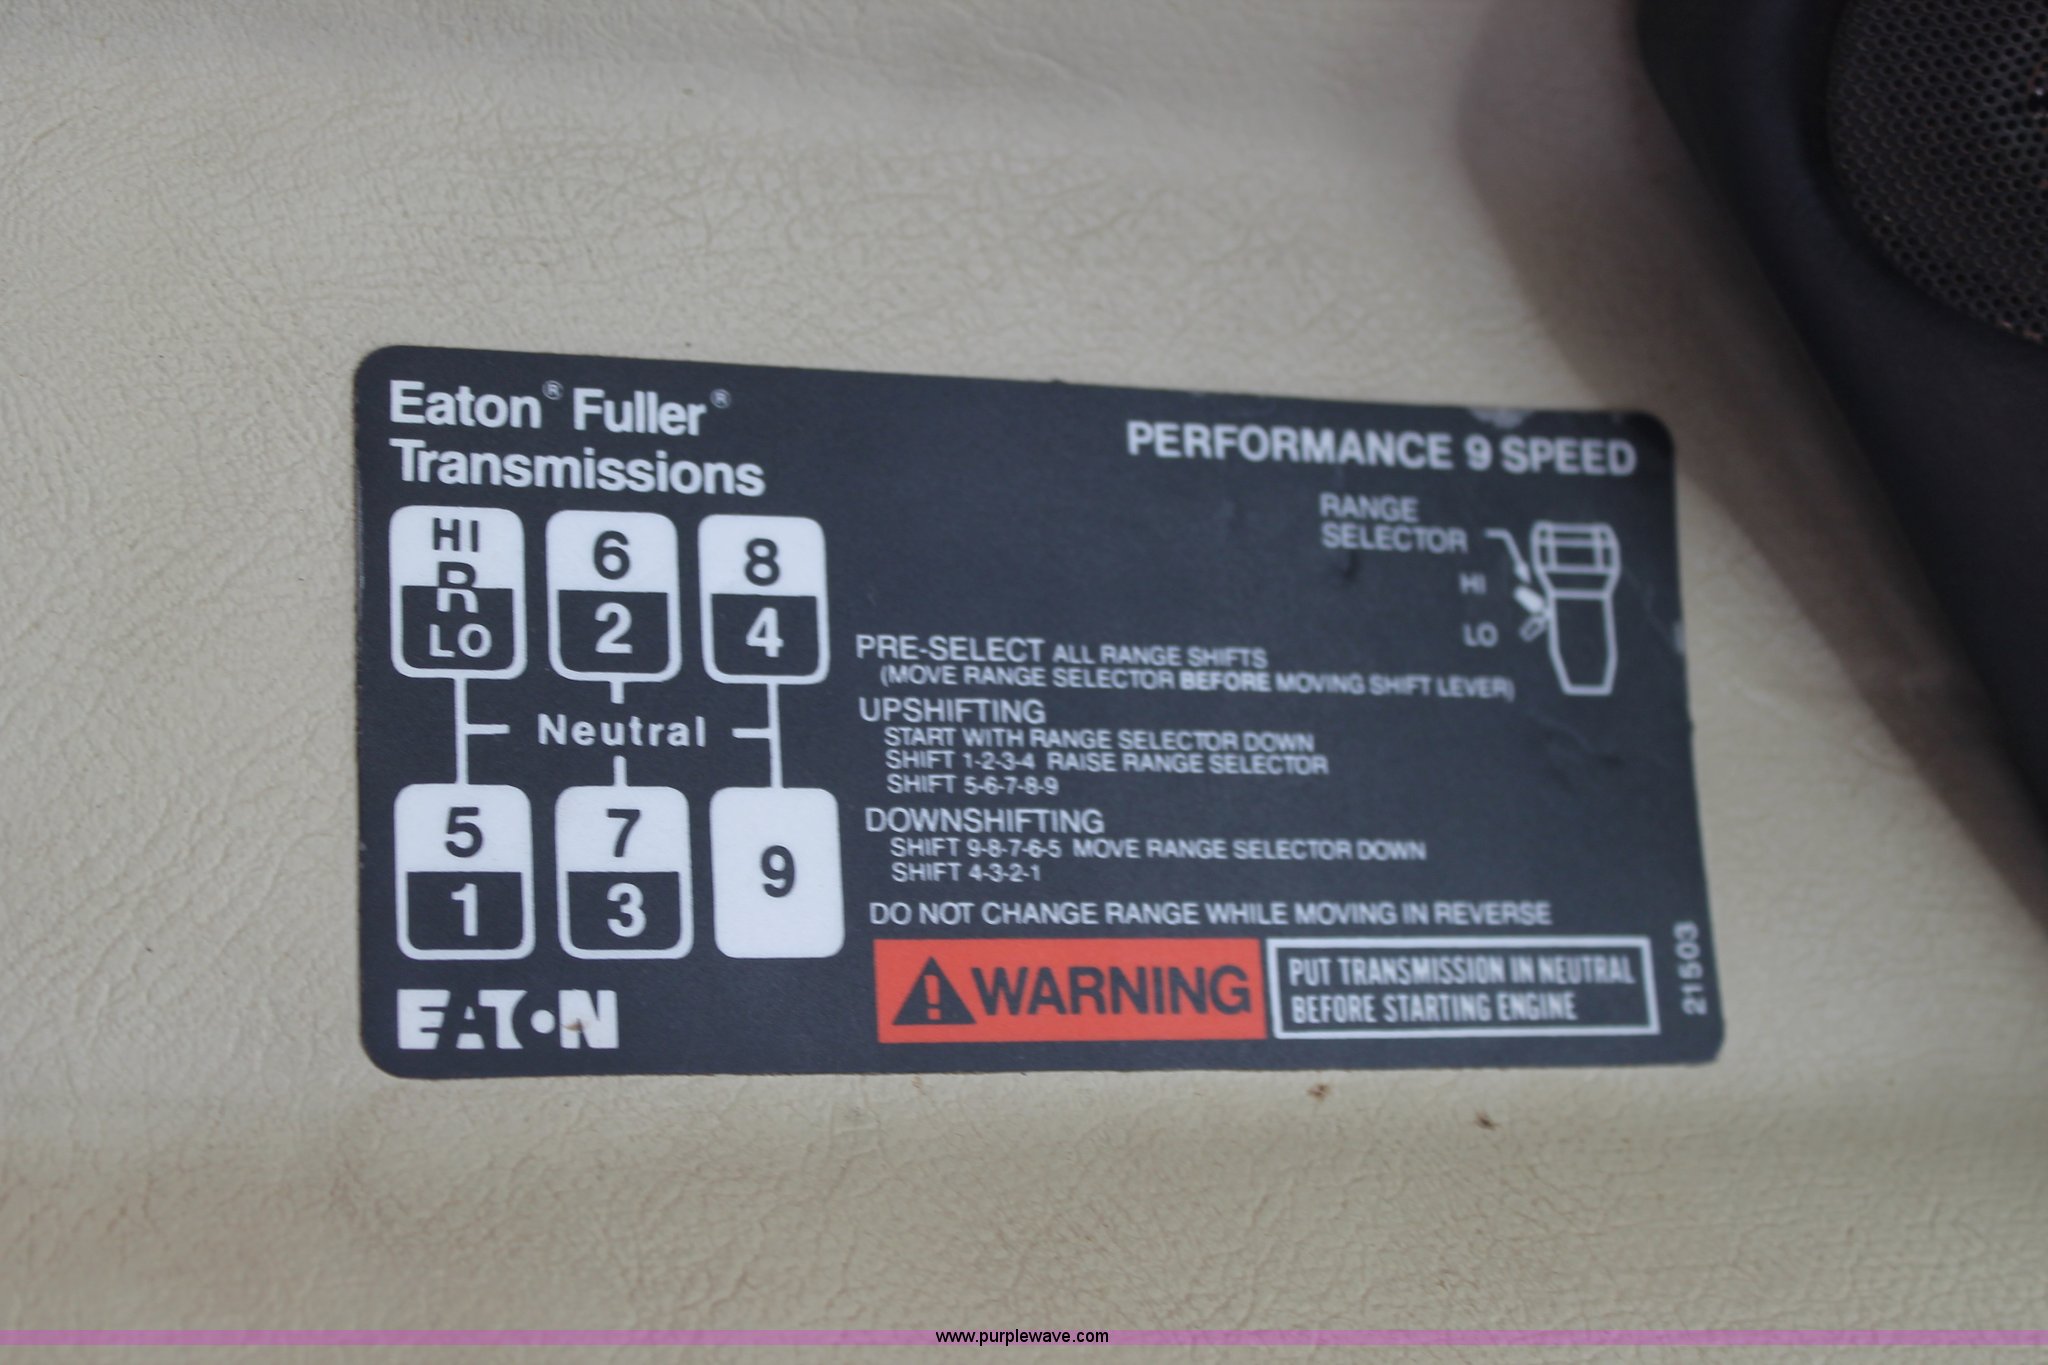 Eaton® Fuller®
Transmissions
PERFORMANCE 9 SPEED
RANGE
SELECTOR
HI
LO
HI
R
LO
6
2
8
4
Neutral
5
1
7
3
9
PRE-SELECT ALL RANGE SHIFTS
(MOVE RANGE SELECTOR BEFORE MOVING SHIFT LEVER)
UPSHIFTING
START WITH RANGE SELECTOR DOWN
SHIFT 1-2-3-4 RAISE RANGE SELECTOR
SHIFT 5-6-7-8-9
DOWNSHIFTING
SHIFT 9-8-7-6-5 MOVE RANGE SELECTOR DOWN
SHIFT 4-3-2-1
DO NOT CHANGE RANGE WHILE MOVING IN REVERSE
WARNING
PUT TRANSMISSION IN NEUTRAL
BEFORE STARTING ENGINE
21503
EATON
www.purplewave.com